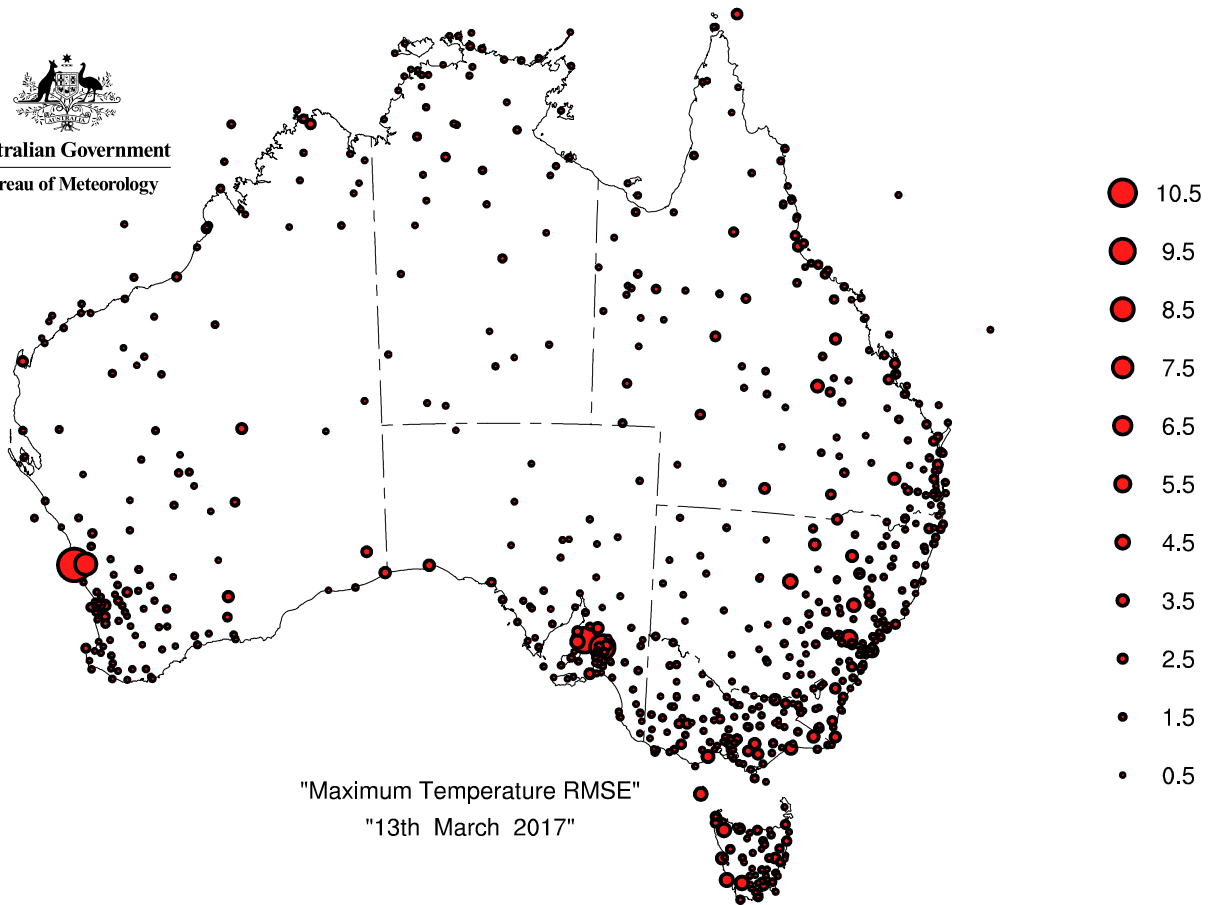 AUSTRALIA
tralian Government
reau of Meteorology
10.5
9.5
8.5
7.5
6.5
5.5
4.5
3.5
2.5
1.5
0.5
"Maximum Temperature RMSE"
"13th March 2017"